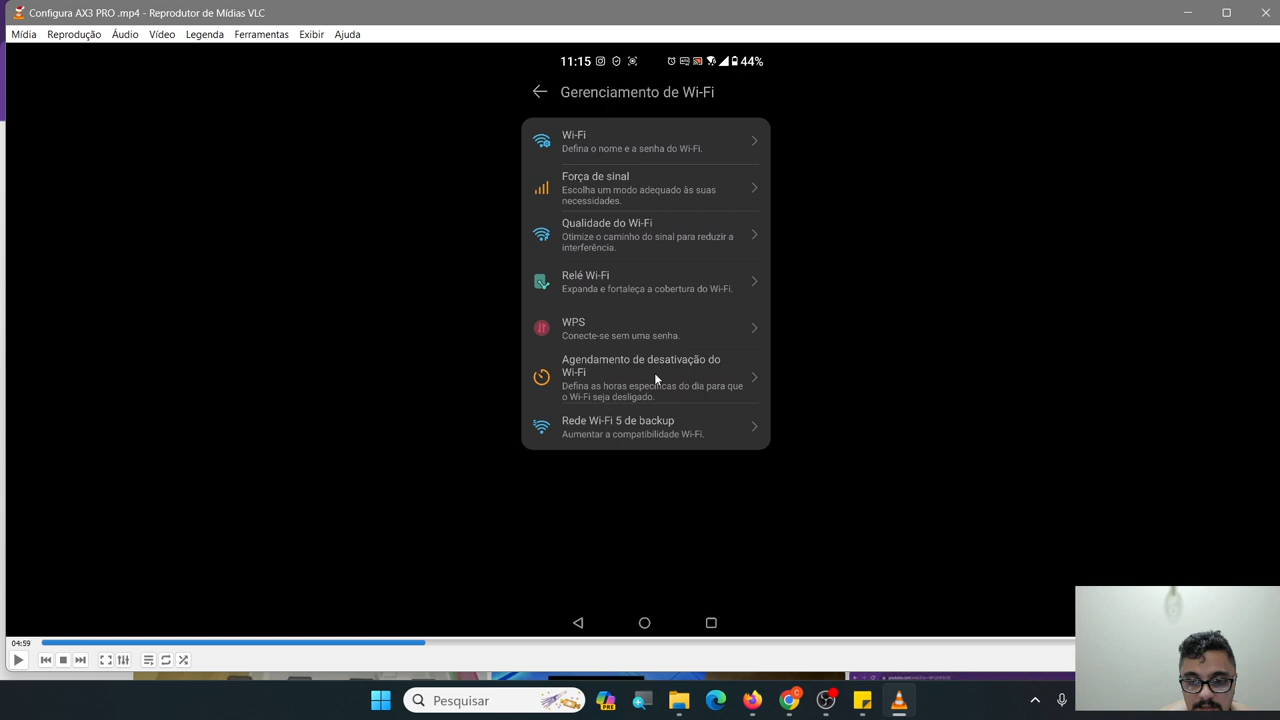 Configura AX3 PRO .mp4 - Reprodutor de Mídias VLC
Mídia Reprodução Áudio Vídeo Legenda Ferramentas Exibir Ajuda
11:15 44%
Gerenciamento de Wi-Fi
Wi-Fi
Defina o nome e a senha do Wi-Fi.
Força de sinal
Escolha um modo adequado às suas
necessidades.
Qualidade do Wi-Fi
Otimize o caminho do sinal para reduzir a
interferência.
Relé Wi-Fi
Expanda e fortaleça a cobertura do Wi-Fi.
WPS
Conecte-se sem uma senha.
Agendamento de desativação do
Wi-Fi
Defina as horas específicas do dia para que
o Wi-Fi seja desligado.
Rede Wi-Fi 5 de backup
Aumentar a compatibilidade Wi-Fi.
04:59
Pesquisar
PRE